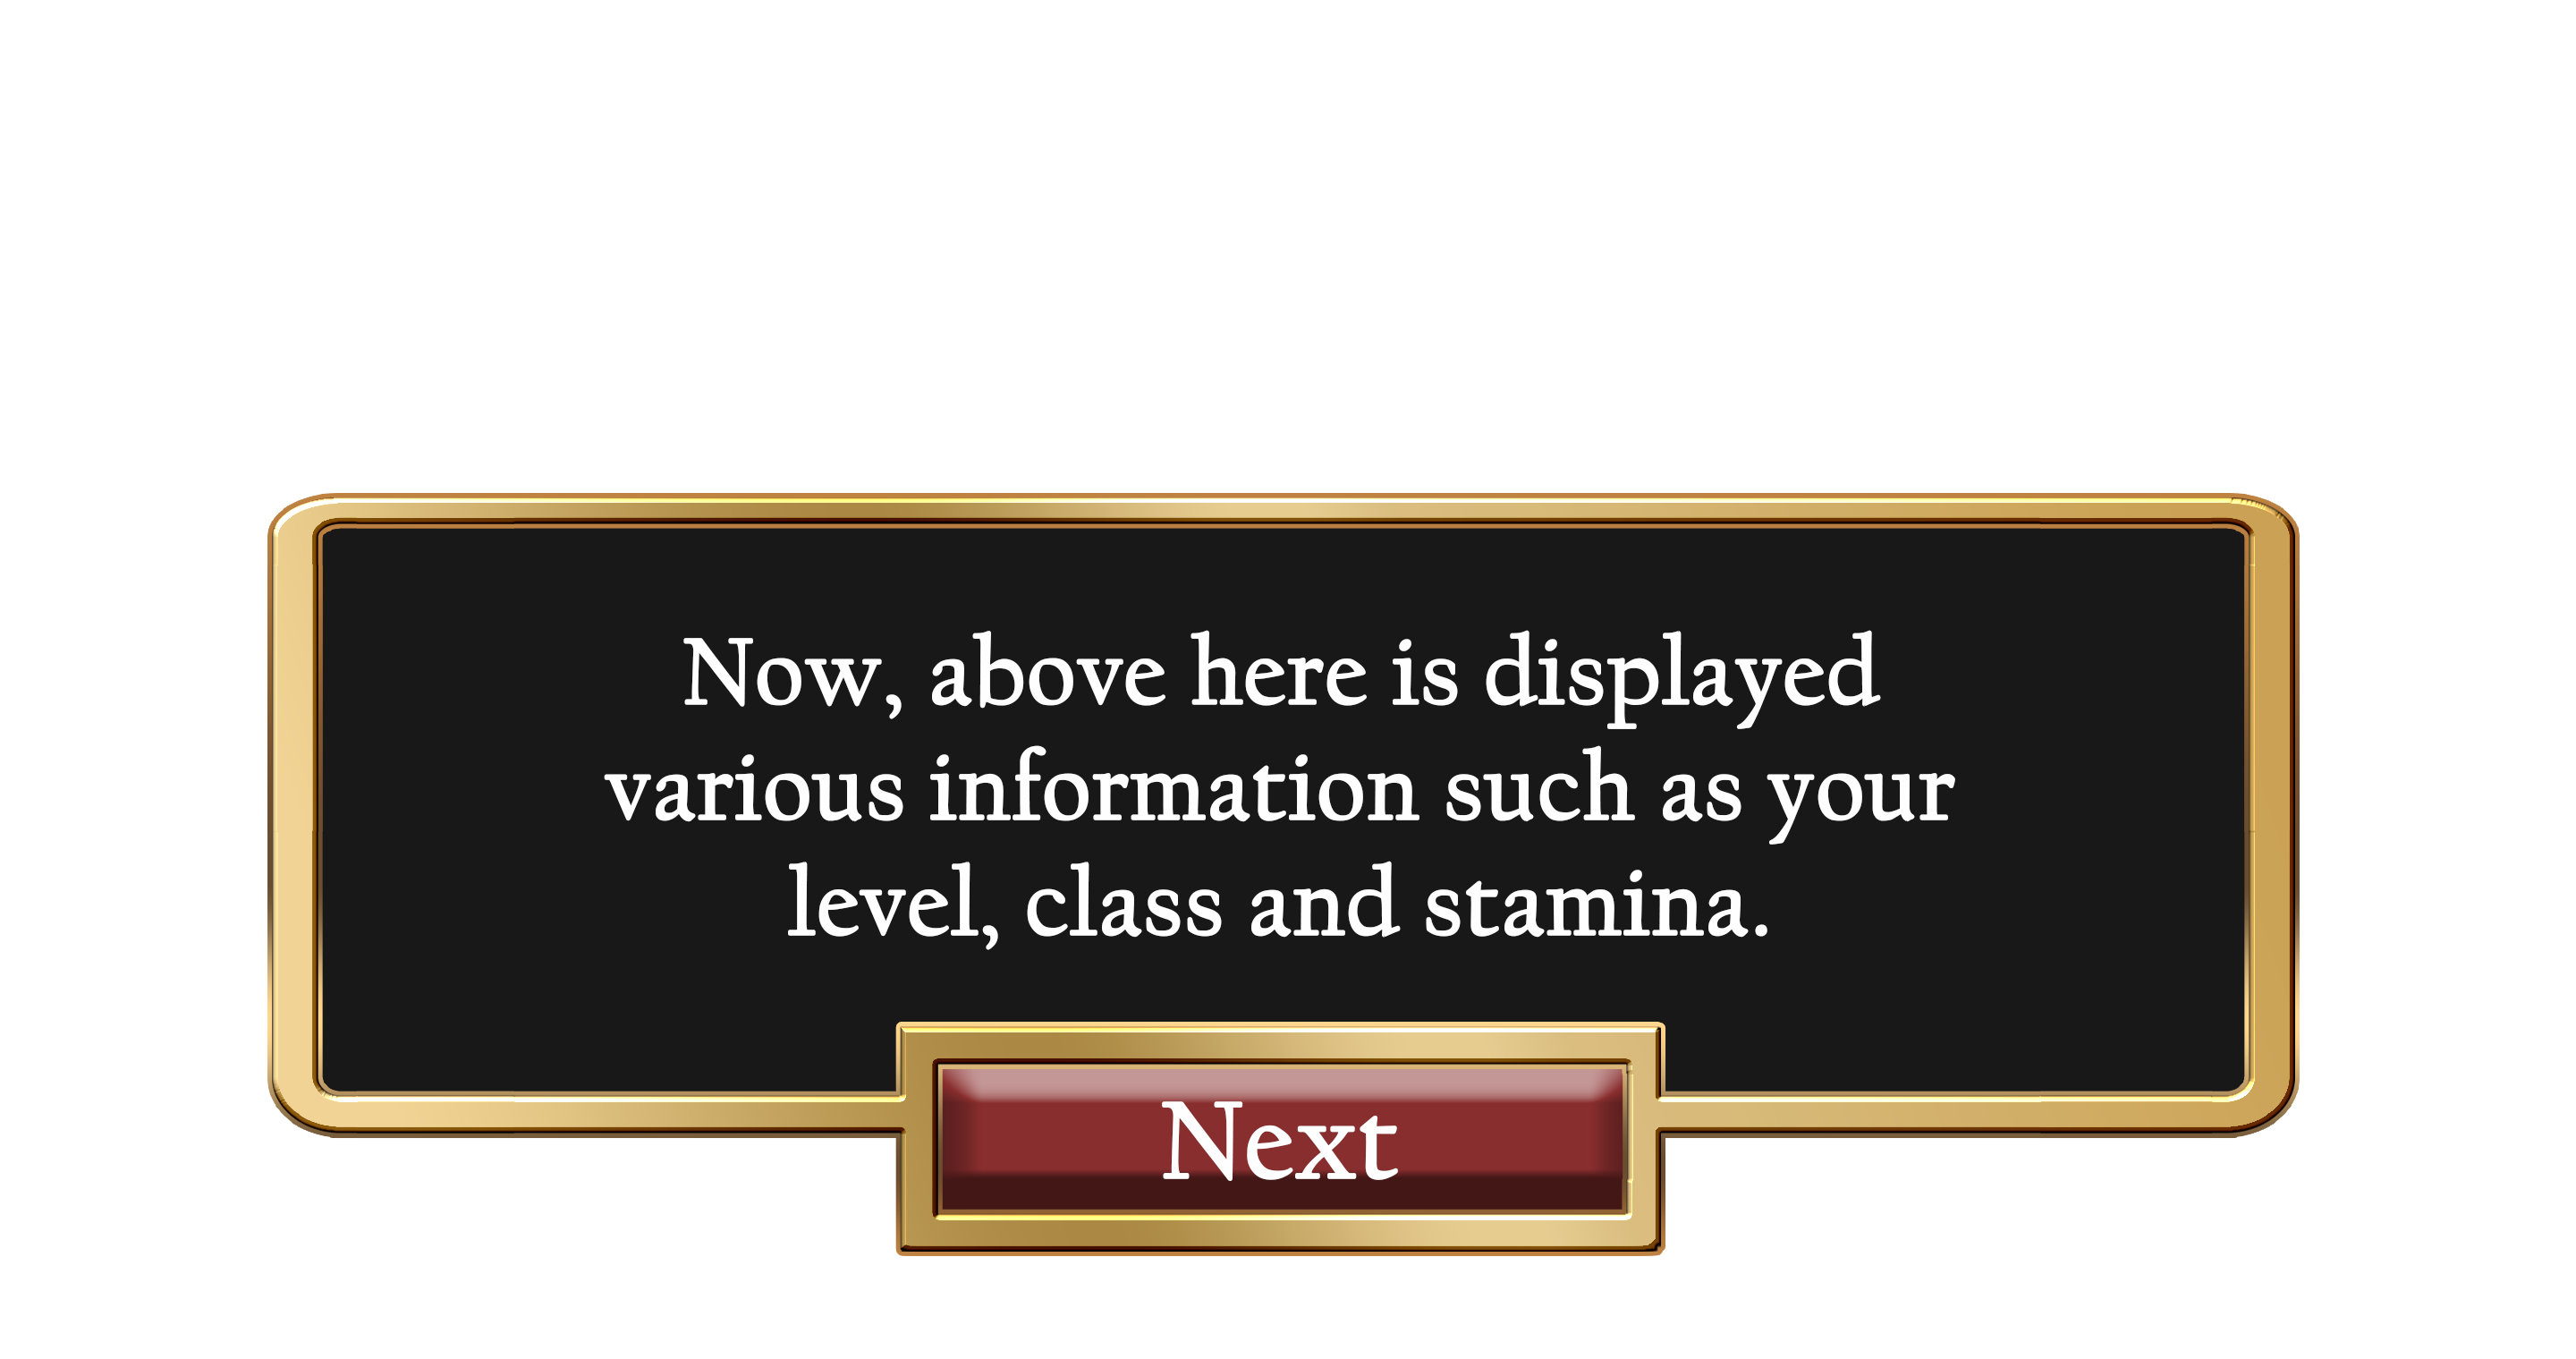 Now, above here is displayed
various information such as your
level, class and stamina.
Next